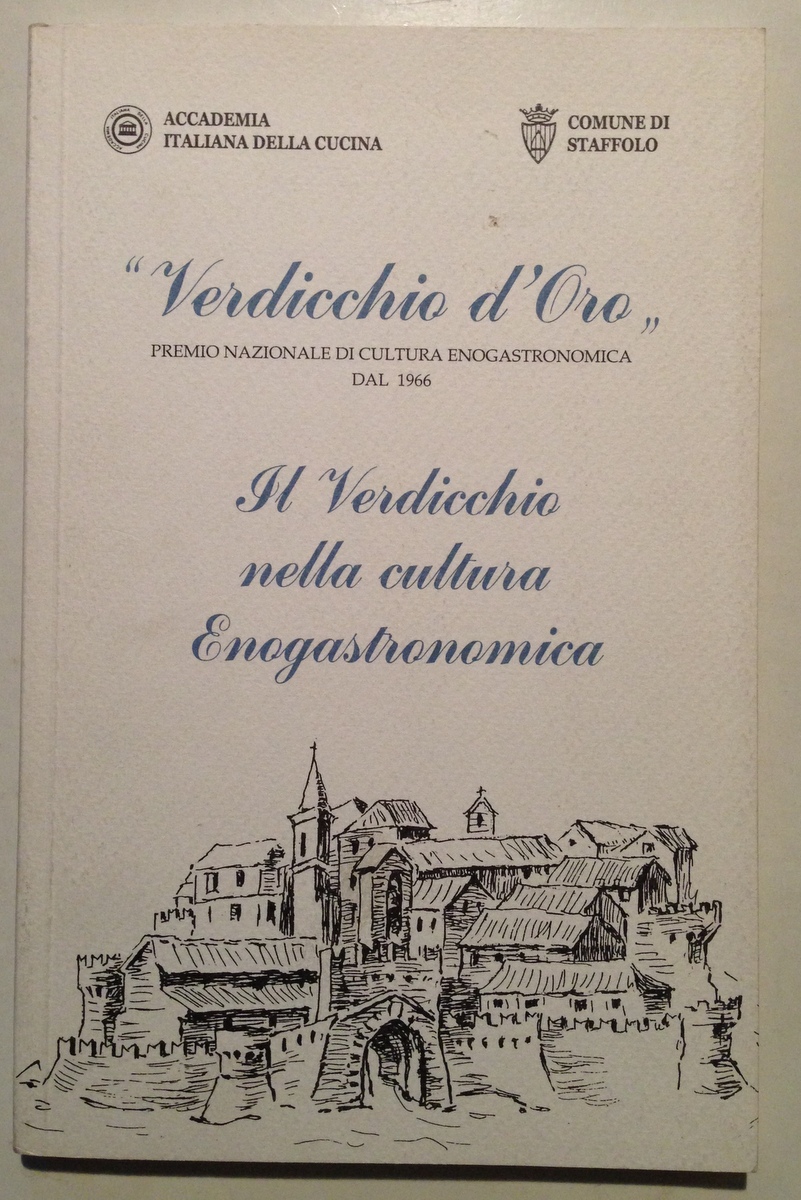 ACCADEMIA
ITALIANA DELLA CUCINA
COMUNE DI
STAFFOLO
“Verdicchio d’Oro„
PREMIO NAZIONALE DI CULTURA ENOGASTRONOMICA
DAL 1966
Il Verdicchio
nella cultura
Enogastronomica